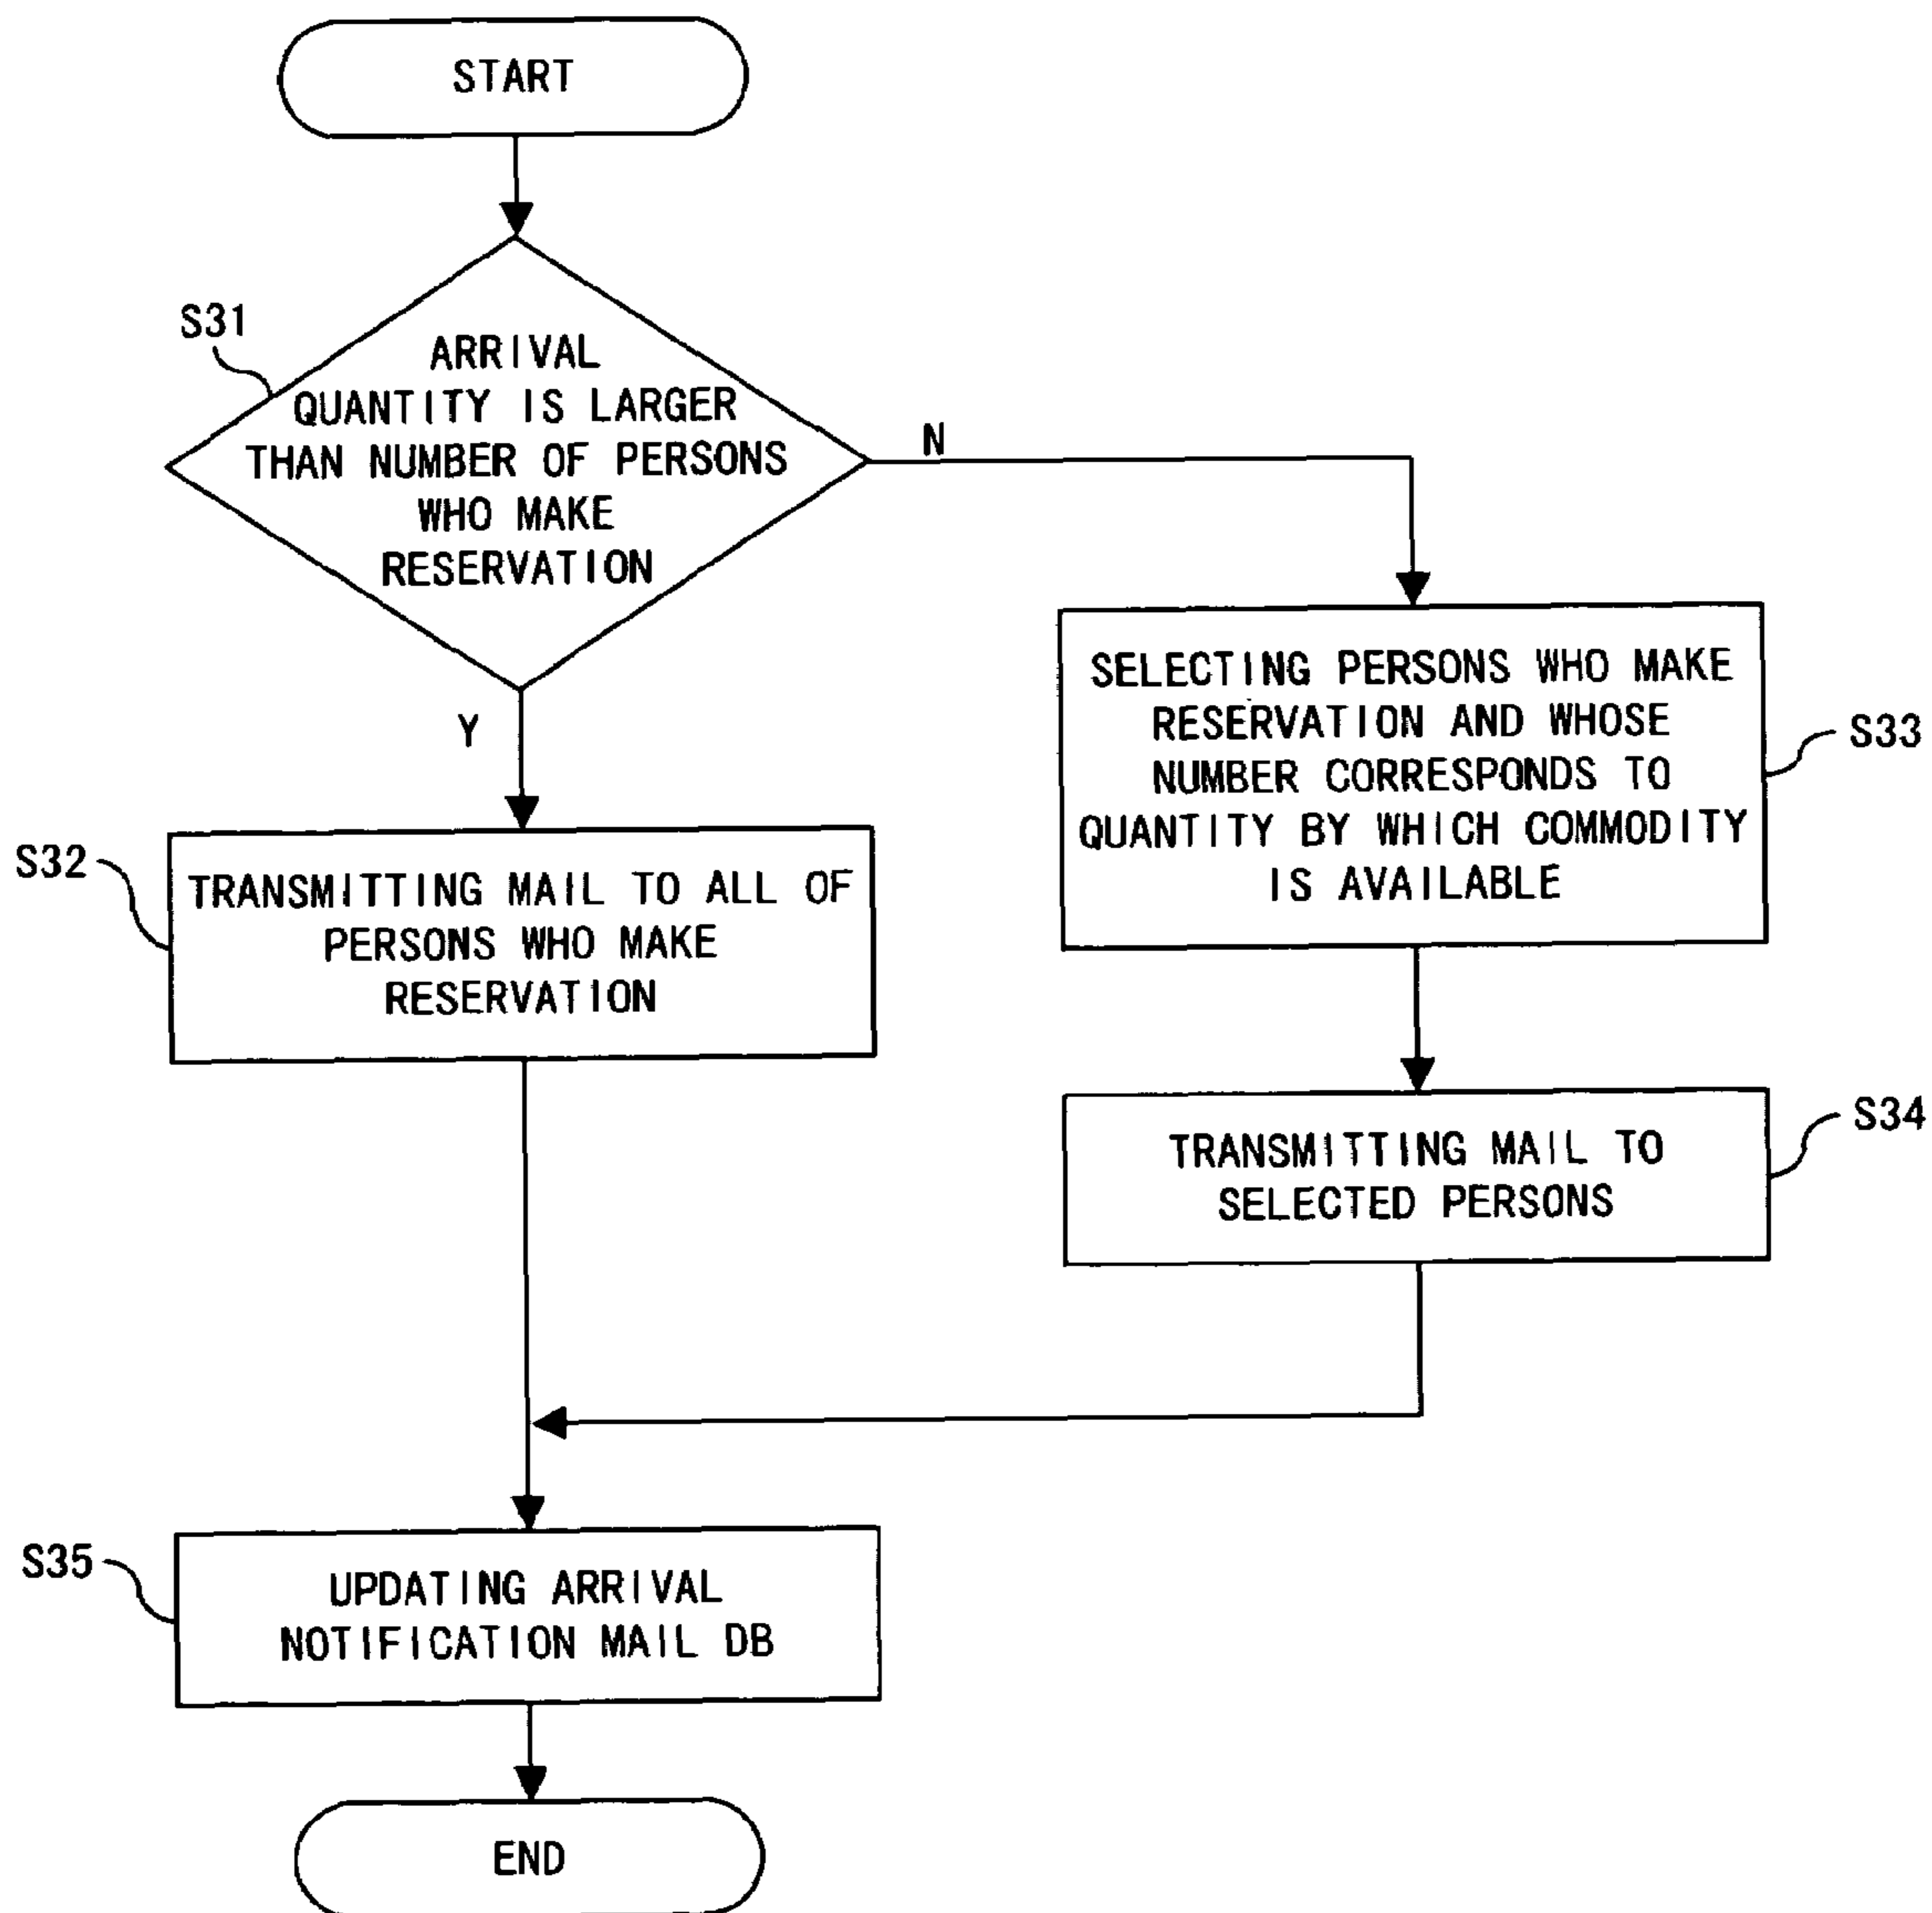 START
S31
ARRIVAL
QUANTITY IS LARGER
THAN NUMBER OF PERSONS
WHO MAKE
RESERVATION
N
Y
SELECTING PERSONS WHO MAKE
RESERVATION AND WHOSE
NUMBER CORRESPONDS TO
QUANTITY BY WHICH COMMODITY
IS AVAILABLE
S33
S32
TRANSMITTING MAIL TO ALL OF
PERSONS WHO MAKE
RESERVATION
S34
TRANSMITTING MAIL TO
SELECTED PERSONS
S35
UPDATING ARRIVAL
NOTIFICATION MAIL DB
END